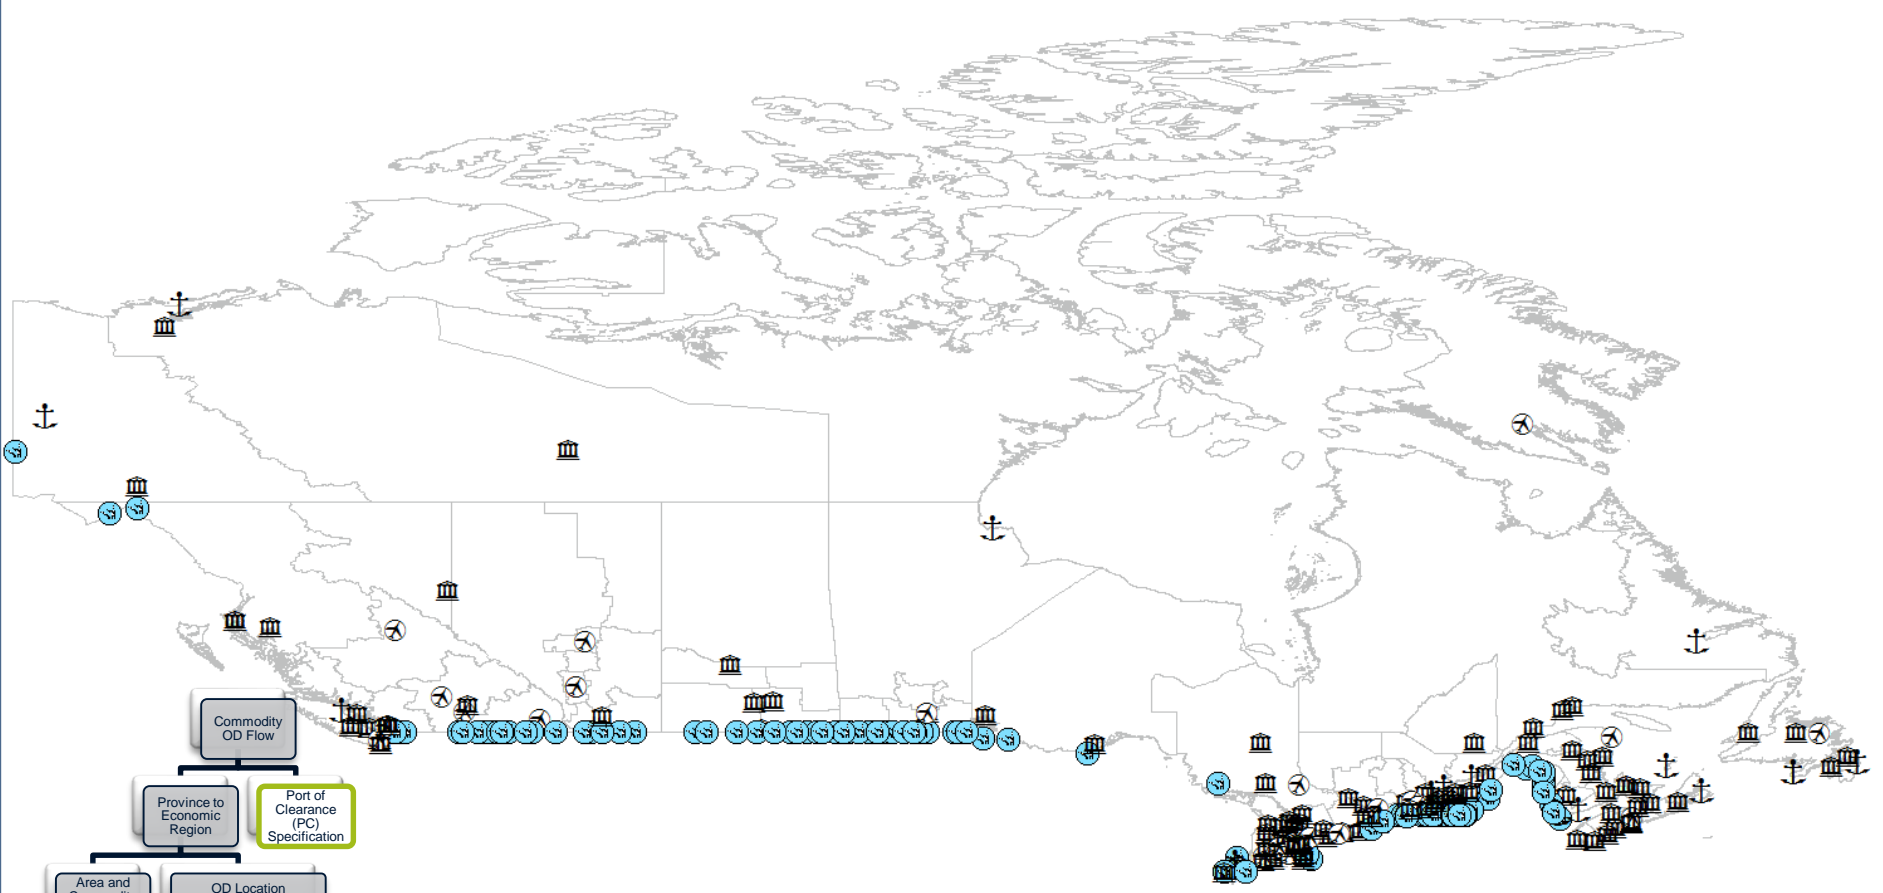 Commodity
OD Flow
Province to
Economic
Region
Port of
Clearance
(PC)
Specification
Area and
OD Location